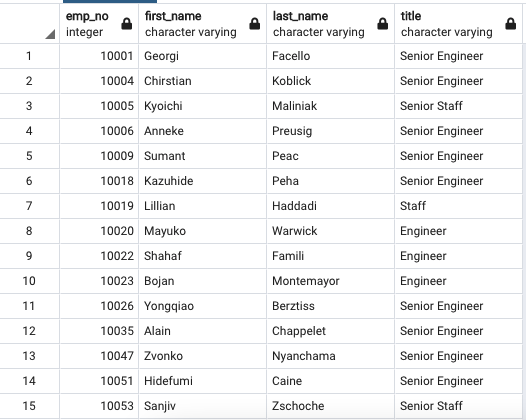 emp_no first_name last_name title
integer character varying character varying character varying
1 10001 Georgi Facello Senior Engineer
2 10004 Chirstian Koblick Senior Engineer
3 10005 Kyoichi Maliniak Senior Staff
4 10006 Anneke Preusig Senior Engineer
5 10009 Sumant Peac Senior Engineer
6 10018 Kazuhide Peha Senior Engineer
7 10019 Lillian Haddadi Staff
8 10020 Mayuko Warwick Engineer
9 10022 Shahaf Famili Engineer
10 10023 Bojan Montemayor Engineer
11 10026 Yongqiao Berztiss Senior Engineer
12 10035 Alain Chappelet Senior Engineer
13 10047 Zvonko Nyanchama Senior Engineer
14 10051 Hidefumi Caine Senior Engineer
15 10053 Sanjiv Zschoche Senior Staff